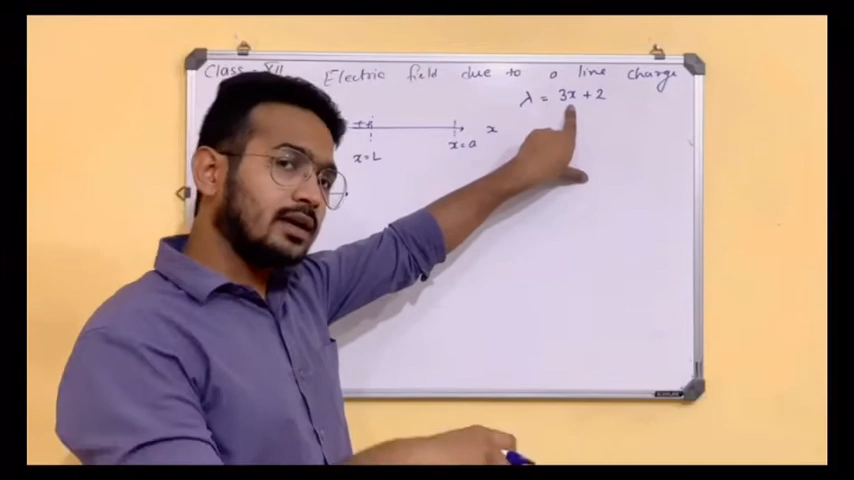 Class - XII Electric field due to a line charge
λ = 3x + 2
x
x=L x=a